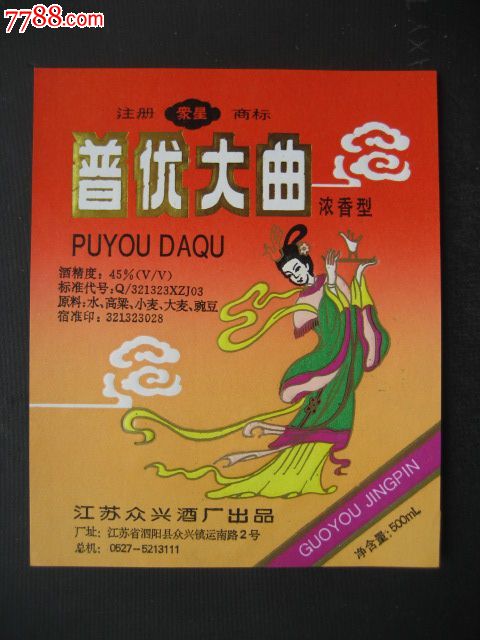 7788.com
注册 衆星 商标
普优大曲
浓香型
PUYOU DAQU
酒精度：45%(V/V)
标准代号：Q/321323XZJ03
原料：水、高粱、小麦、大麦、豌豆
宿准印：321323028
GUOYOU JINGPIN
净含量：500mL
江苏众兴酒厂出品
厂址：江苏省泗阳县众兴镇运南路2号
总机：0527-5213111